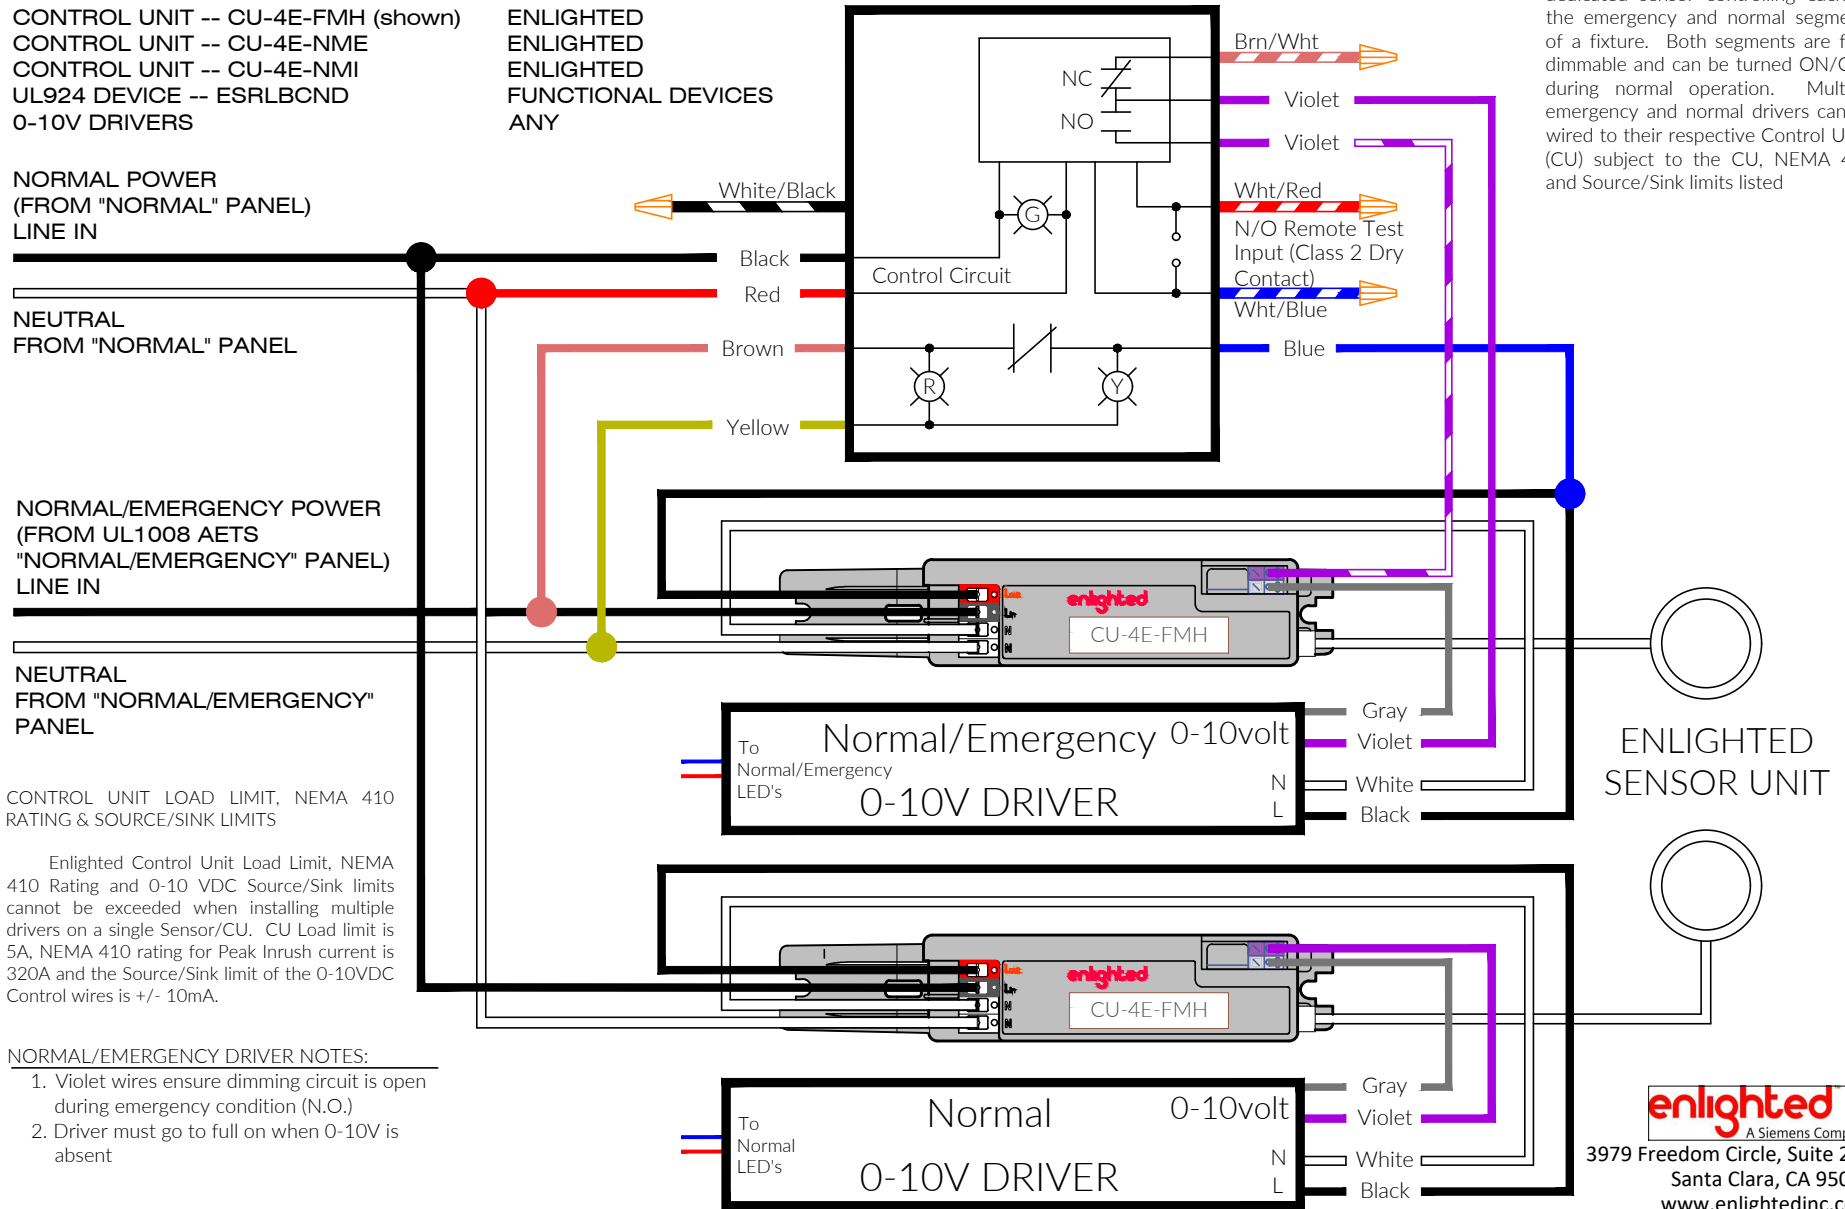 CONTROL UNIT -- CU-4E-FMH (shown) ENLIGHTED
CONTROL UNIT -- CU-4E-NME ENLIGHTED
CONTROL UNIT -- CU-4E-NMI ENLIGHTED
UL924 DEVICE -- ESRLBCND FUNCTIONAL DEVICES
0-10V DRIVERS ANY
the emergency and normal
of a fixture. Both segments are
dimmable and can be turned
during normal operation.
emergency and normal drivers can
wired to their respective Control
(CU) subject to the CU, NEMA
and Source/Sink limits listed
NORMAL POWER
(FROM "NORMAL" PANEL)
LINE IN
NEUTRAL
FROM "NORMAL" PANEL
White/Black
Black
Red
Brown
Yellow
NC
NO
G
Control Circuit
R
Y
Brn/Wht
Violet
Violet
Wht/Red
N/O Remote Test
Input (Class 2 Dry
Contact)
Wht/Blue
Blue
NORMAL/EMERGENCY POWER
(FROM UL1008 AETS
"NORMAL/EMERGENCY" PANEL)
LINE IN
NEUTRAL
FROM "NORMAL/EMERGENCY"
PANEL
enlighted
CU-4E-FMH
N
N
To
Normal/Emergency
LED's
Normal/Emergency
0-10V DRIVER
0-10volt
N
L
Gray
Violet
White
Black
ENLIGHTED
SENSOR UNIT
CONTROL UNIT LOAD LIMIT, NEMA 410
RATING & SOURCE/SINK LIMITS
Enlighted Control Unit Load Limit, NEMA
410 Rating and 0-10 VDC Source/Sink limits
cannot be exceeded when installing multiple
drivers on a single Sensor/CU. CU Load limit is
5A, NEMA 410 rating for Peak Inrush current is
320A and the Source/Sink limit of the 0-10VDC
Control wires is +/- 10mA.
enlighted
CU-4E-FMH
N
N
NORMAL/EMERGENCY DRIVER NOTES:
1. Violet wires ensure dimming circuit is open
during emergency condition (N.O.)
2. Driver must go to full on when 0-10V is
absent
To
Normal
LED's
Normal
0-10V DRIVER
0-10volt
N
L
Gray
Violet
White
Black
enlighted
A Siemens
3979 Freedom Circle, Suite
Santa Clara, CA